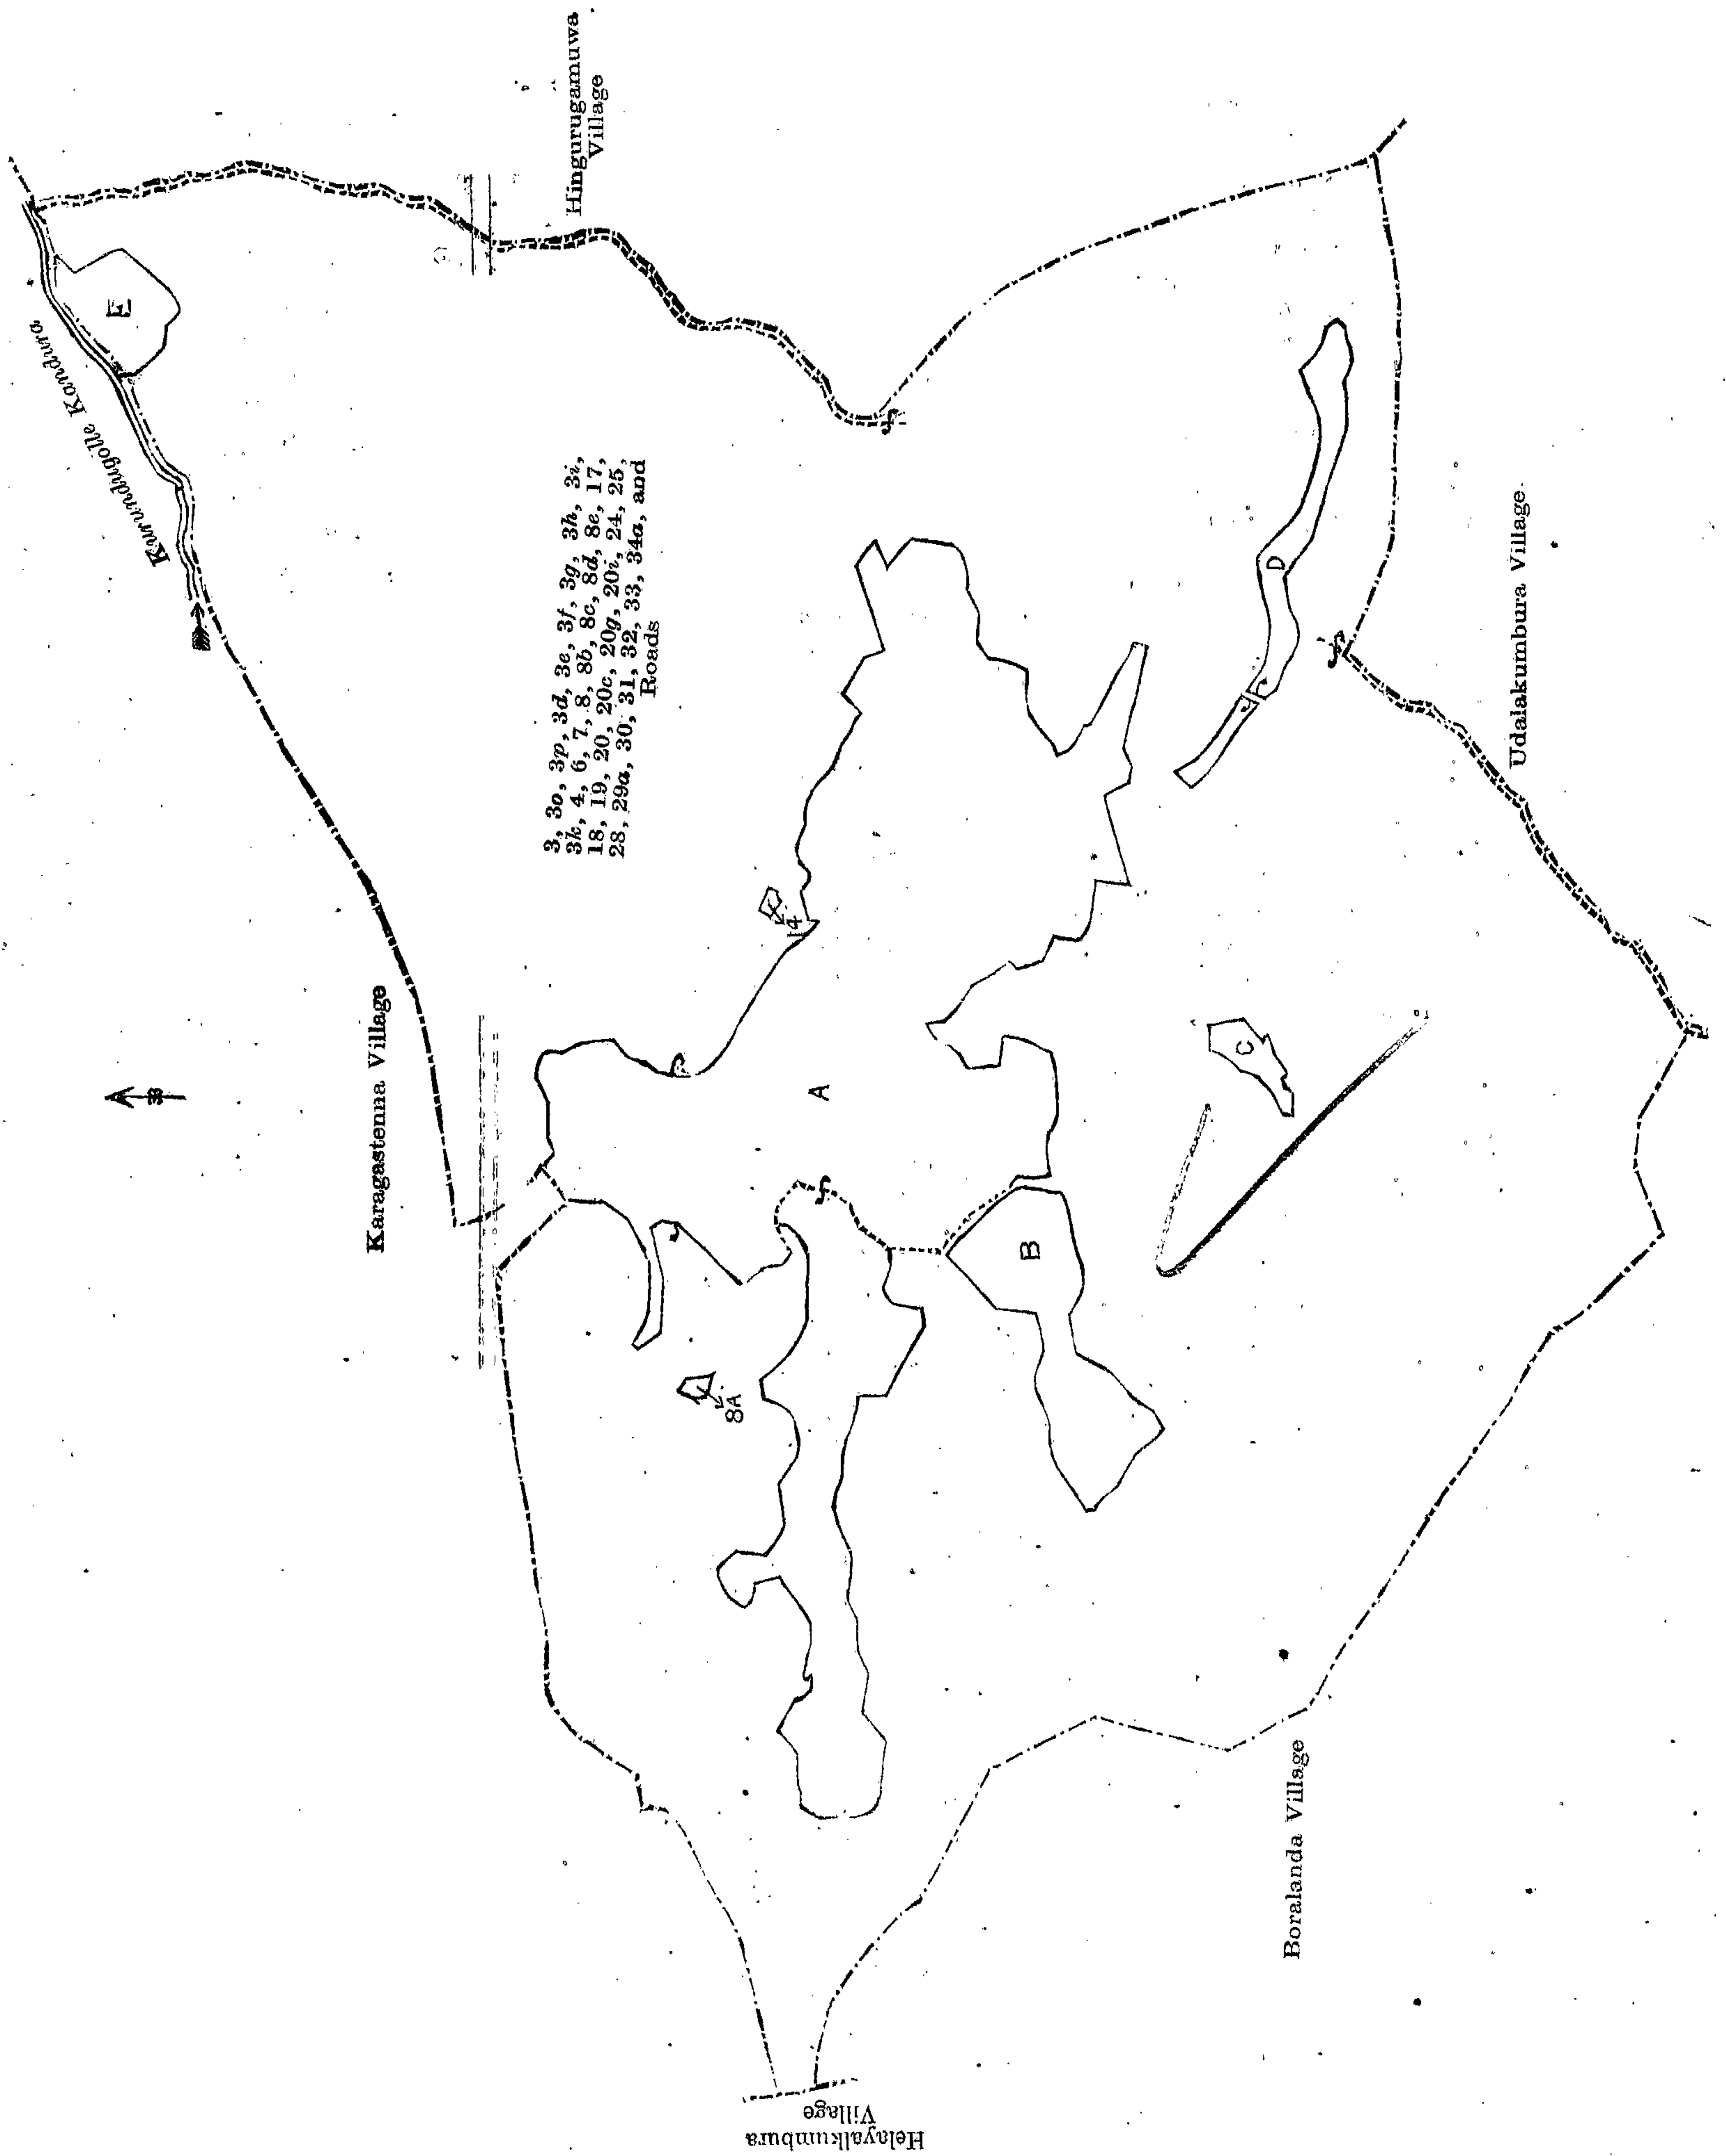 Kurundugolle Kandura
E
Hingurugamuwa
Village
Karagastenna Village
3, 3o, 3p, 3d, 3e, 3f, 3g, 3h, 3i,
3k, 4, 6, 7, 8, 8b, 8c, 8d, 8e, 17,
18, 19, 20, 20c, 20g, 20i, 24, 25,
28, 29a, 30, 31, 32, 33, 34a, and
Roads
14
A
8A
B
C
D
Udalakumbura Village.
Boralanda Village
Helayalkumbura
Village